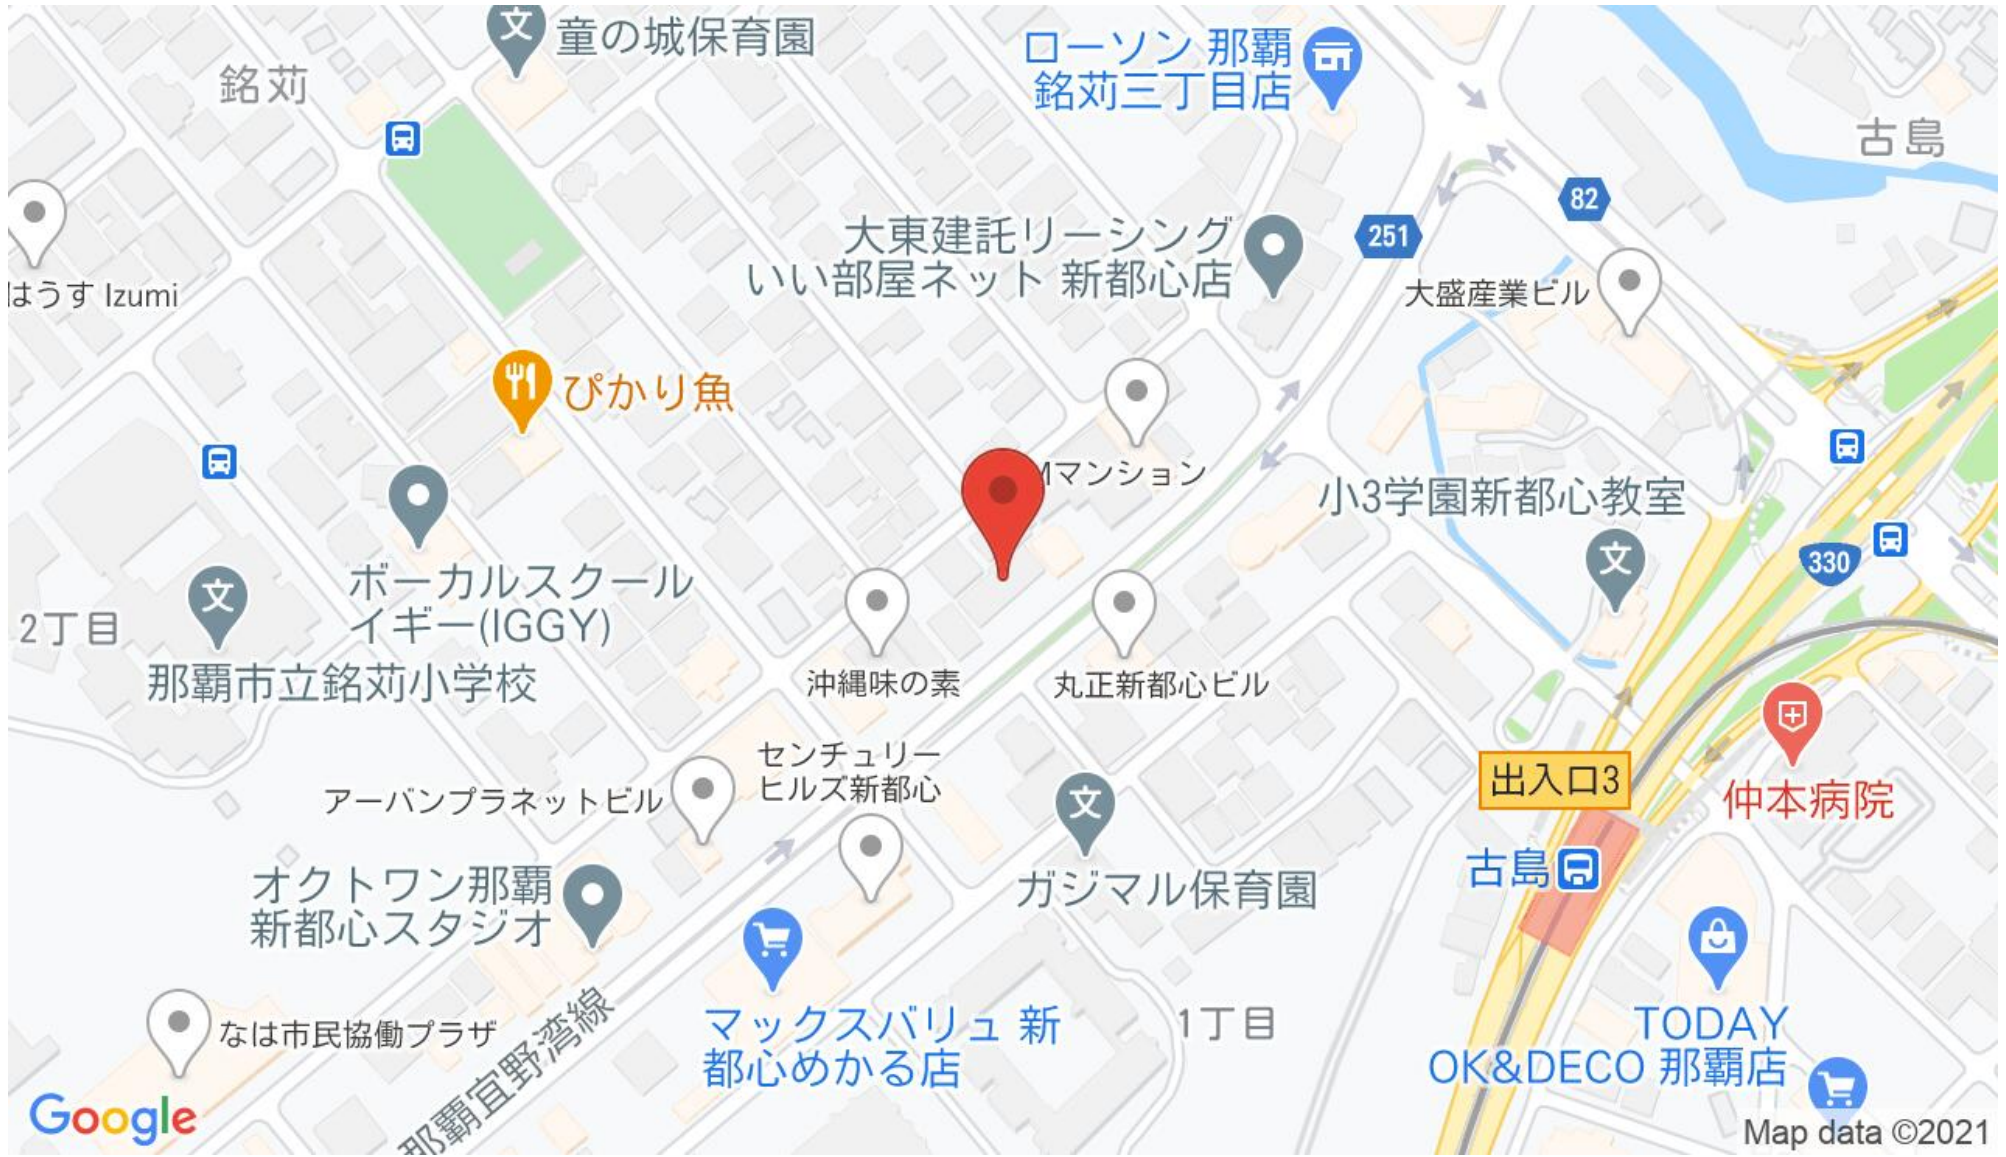 童の城保育園
銘苅
ローソン 那覇
銘苅三丁目店
古島
82
251
大東建託リーシング
いい部屋ネット 新都心店
大盛産業ビル
はうす Izumi
ぴかり魚
マンション
小3学園新都心教室
330
ボーカルスクール
イギー(IGGY)
2丁目
那覇市立銘苅小学校
沖縄味の素
丸正新都心ビル
センチュリー
ヒルズ新都心
アーバンプラネットビル
出入口3
仲本病院
古島
ガジマル保育園
オクトワン那覇
新都心スタジオ
マックスバリュ 新
都心めかる店
1丁目
なは市民協働プラザ
那覇宜野湾線
TODAY
OK&DECO 那覇店
Google
Map data ©2021